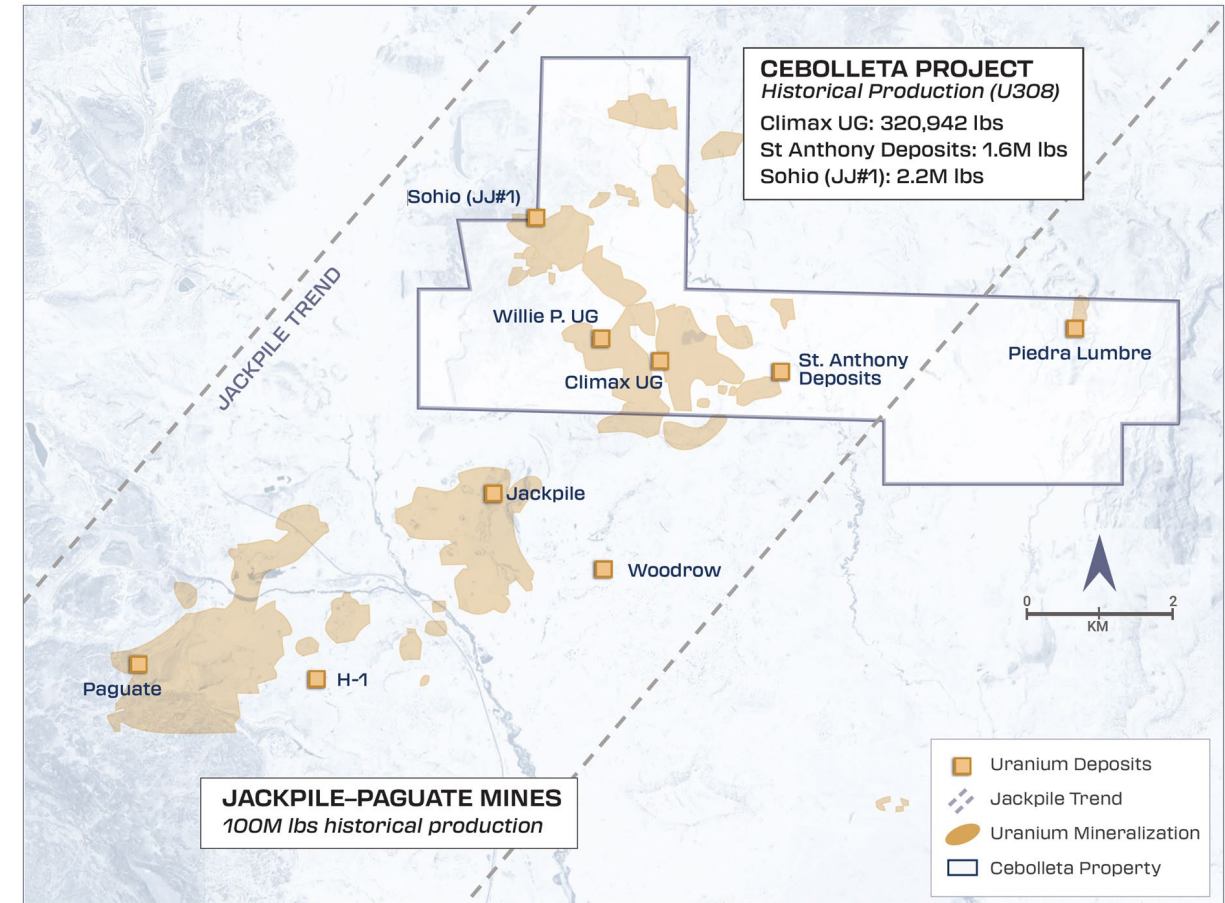 CEBOLLETA PROJECT
Historical Production (U308)
Climax UG: 320,942 lbs
St Anthony Deposits: 1.6M lbs
Sohio (JJ#1): 2.2M lbs
Sohio (JJ#1)
JACKPILE TREND
Willie P. UG
Climax UG
St. Anthony
Deposits
Piedra Lumbre
Jackpile
Woodrow
0 2
KM
Paguate
H-1
JACKPILE–PAGUATE MINES
100M lbs historical production
Uranium Deposits
Jackpile Trend
Uranium Mineralization
Cebolleta Property